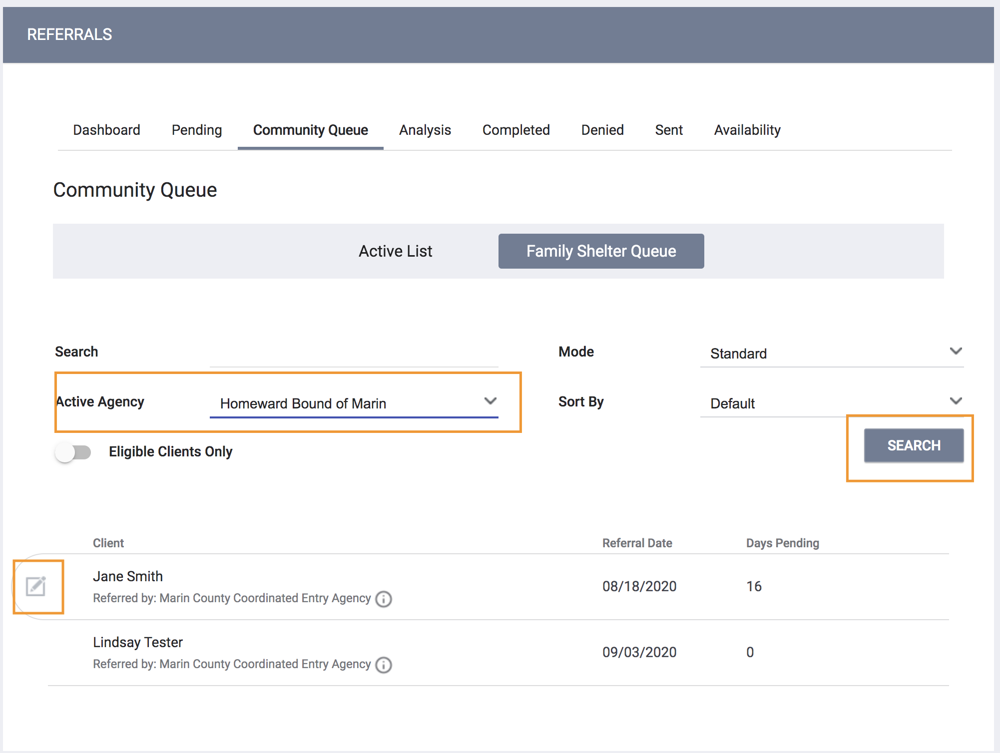 REFERRALS
Dashboard Pending Community Queue Analysis Completed Denied Sent Availability
Community Queue
Active List Family Shelter Queue
Search Mode Standard
Active Agency Homeward Bound of Marin Sort By Default
Eligible Clients Only SEARCH
Client Referral Date Days Pending
Jane Smith
Referred by: Marin County Coordinated Entry Agency 08/18/2020 16
Lindsay Tester
Referred by: Marin County Coordinated Entry Agency 09/03/2020 0